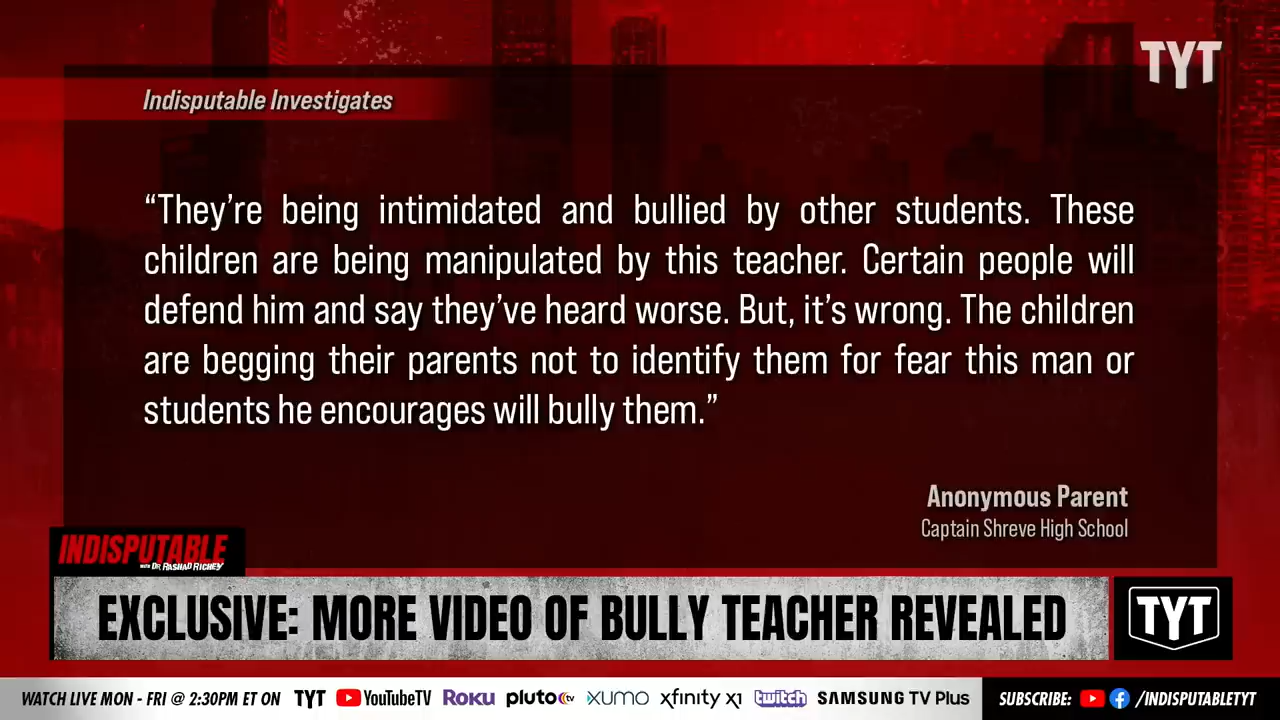 TYT
Indisputable Investigates
“They’re being intimidated and bullied by other students. These
children are being manipulated by this teacher. Certain people will
defend him and say they’ve heard worse. But, it’s wrong. The children
are begging their parents not to identify them for fear this man or
students he encourages will bully them.”
Anonymous Parent
Captain Shreve High School
INDISPUTABLE
WITH DR. RASHAD RICHEY
EXCLUSIVE: MORE VIDEO OF BULLY TEACHER REVEALED
TYT
WATCH LIVE MON - FRI @ 2:30PM ET ON TYT YouTubeTV ROKU pluto tv XUMO xfinity x1 twitch SAMSUNG TV Plus SUBSCRIBE: /INDISPUTABLETYT